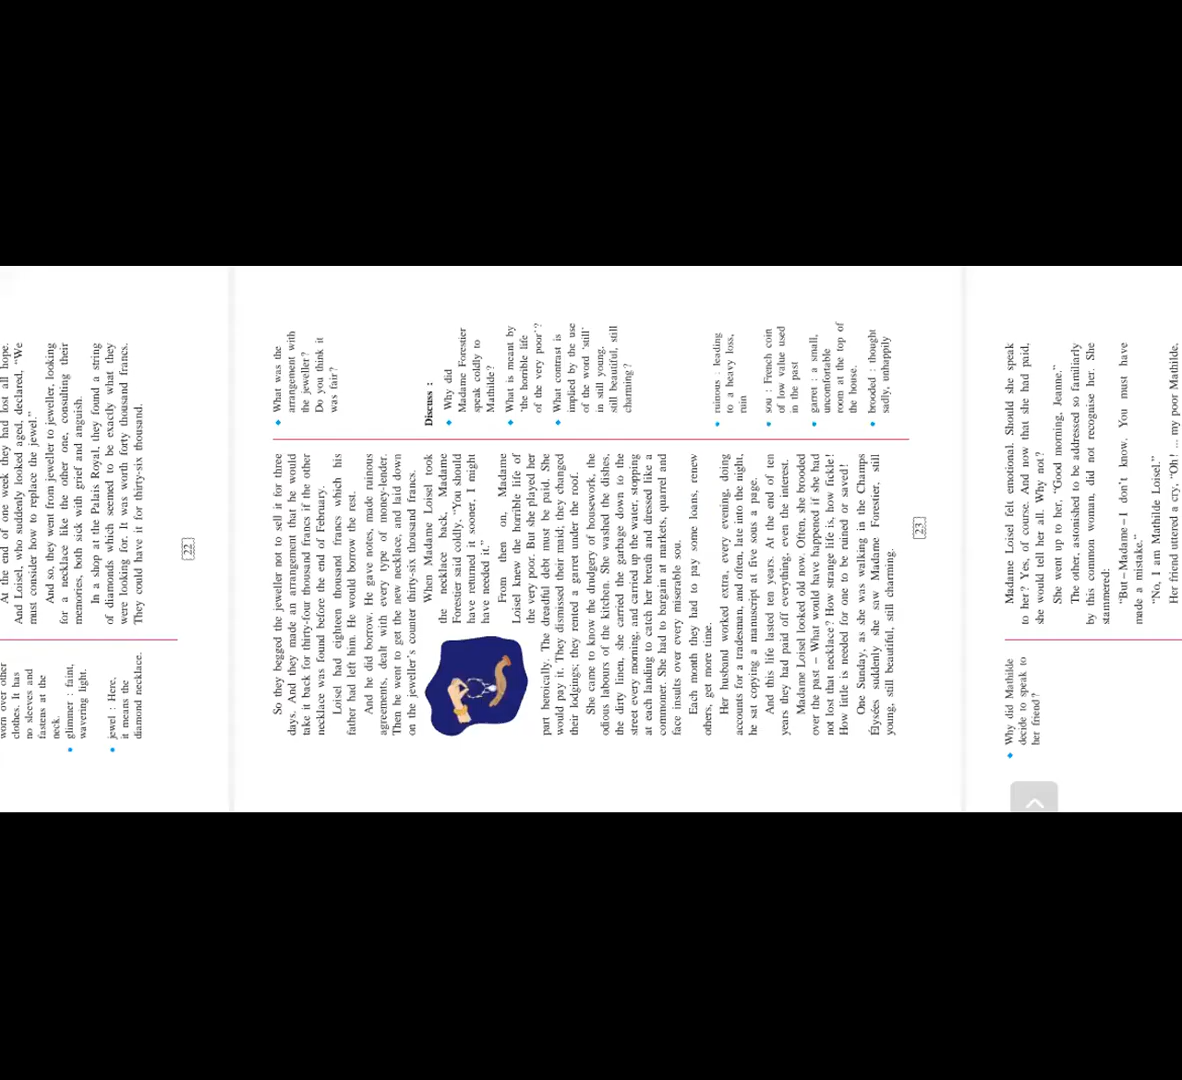 worn over other
clothes. It has
no sleeves and
fastens at the
neck.
glimmer : faint,
wavering light.
jewel : Here,
it means the
diamond necklace.
At the end of one week they had lost all hope.
And Loisel, who suddenly looked aged, declared, “We
must consider how to replace the jewel.”
And so, they went from jeweller to jeweller, looking
for a necklace like the other one, consulting their
memories, both sick with grief and anguish.
In a shop at the Palais Royal, they found a string
of diamonds which seemed to be exactly what they
were looking for. It was worth forty thousand francs.
They could have it for thirty-six thousand.
22
So they begged the jeweller not to sell it for three
days. And they made an arrangement that he would
take it back for thirty-four thousand francs if the other
necklace was found before the end of February.
Loisel had eighteen thousand francs which his
father had left him. He would borrow the rest.
And he did borrow. He gave notes, made ruinous
agreements, dealt with every type of money-lender.
Then he went to get the new necklace, and laid down
on the jeweller’s counter thirty-six thousand francs.
When Madame Loisel took
the necklace back, Madame
Forestier said coldly, “You should
have returned it sooner, I might
have needed it.”
From then on, Madame
Loisel knew the horrible life of
the very poor. But she played her
part heroically. The dreadful debt must be paid. She
would pay it. They dismissed their maid; they changed
their lodgings; they rented a garret under the roof.
She came to know the drudgery of housework, the
odious labours of the kitchen. She washed the dishes,
the dirty linen, she carried the garbage down to the
street every morning, and carried up the water, stopping
at each landing to catch her breath and dressed like a
commoner. She had to bargain at markets, quarrel and
face insults over every miserable sou.
Each month they had to pay some loans, renew
others, get more time.
Her husband worked extra, every evening, doing
accounts for a tradesman, and often, late into the night,
he sat copying a manuscript at five sous a page.
And this life lasted ten years. At the end of ten
years they had paid off everything, even the interest.
Madame Loisel looked old now. Often, she brooded
over the past – What would have happened if she had
not lost that necklace? How strange life is, how fickle!
How little is needed for one to be ruined or saved!
One Sunday, as she was walking in the Champs
Élysées suddenly she saw Madame Forestier, still
young, still beautiful, still charming.
What was the
arrangement with
the jeweller?
Do you think it
was fair?
Discuss :
Why did
Madame Forestier
speak coldly to
Mathilde?
What is meant by
‘the horrible life
of the very poor’?
What contrast is
implied by the use
of the word ‘still’
in still young.
still beautiful, still
charming?
ruinous : leading
to a heavy loss,
ruin
sou : French coin
of low value used
in the past
garret : a small,
uncomfortable
room at the top of
the house.
brooded : thought
sadly, unhappily
23
Why did Mathilde
decide to speak to
her friend?
Madame Loisel felt emotional. Should she speak
to her? Yes, of course. And now that she had paid,
she would tell her all. Why not?
She went up to her. “Good morning, Jeanne.”
The other, astonished to be addressed so familiarly
by this common woman, did not recognise her. She
stammered:
“But – Madame – I don’t know. You must have
made a mistake.”
“No, I am Mathilde Loisel.”
Her friend uttered a cry, “Oh! ... my poor Mathilde,